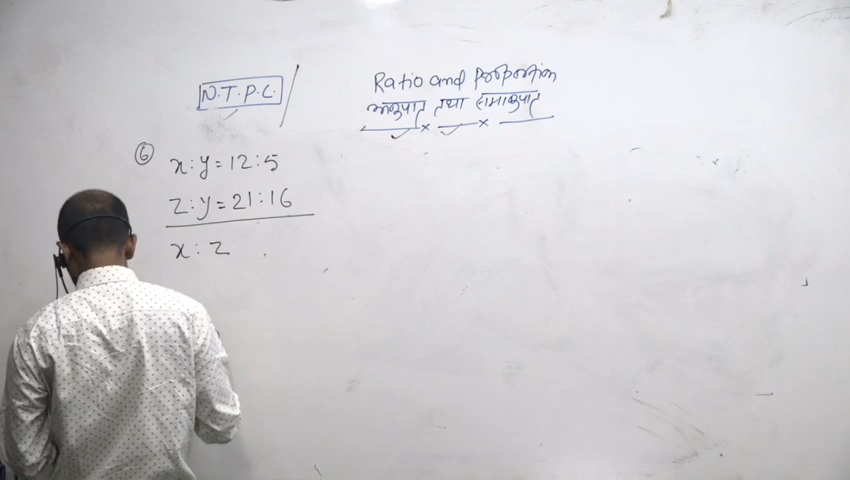 N.T.P.C.
Ratio and Proportion
अनुपात तथा समानुपात
6
x:y=12:5
z:y=21:16
x:z